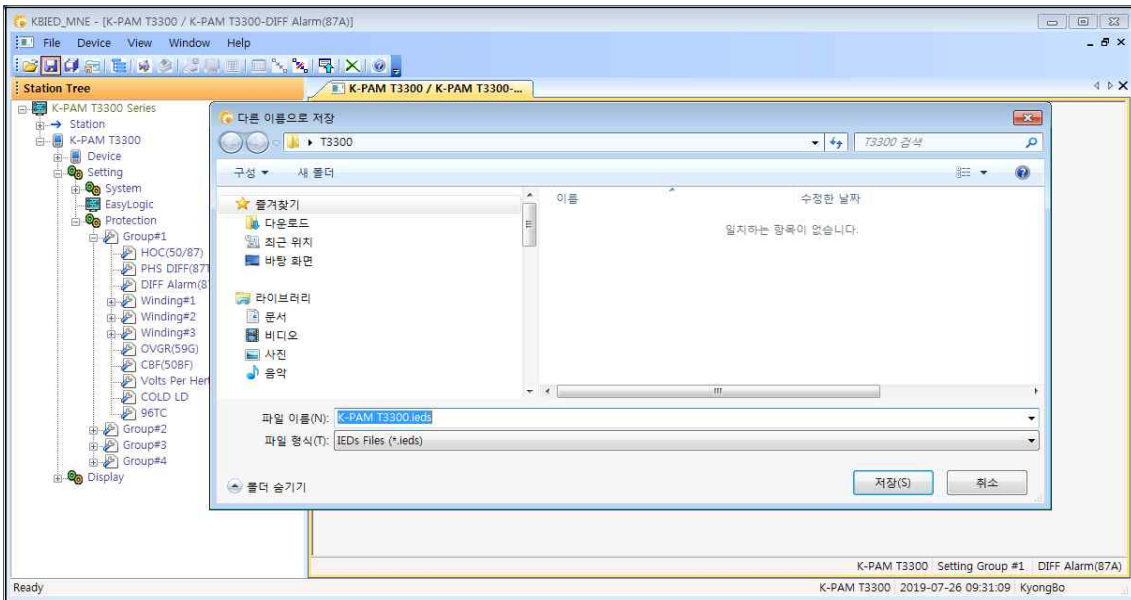 KBIED_MNE - [K-PAM T3300 / K-PAM T3300-DIFF Alarm(87A)]
File Device View Window Help
Station Tree
K-PAM T3300 / K-PAM T3300-...
K-PAM T3300 Series
Station
K-PAM T3300
Device
Setting
System
EasyLogic
Protection
Group#1
HOC(50/87)
PHS DIFF(87T
DIFF Alarm(8
Winding#1
Winding#2
Winding#3
OVGR(59G)
CBF(50BF)
Volts Per Her
COLD LD
96TC
Group#2
Group#3
Group#4
Display
다른 이름으로 저장
T3300
T3300 검색
구성 새 폴더
즐겨찾기
다운로드
최근 위치
바탕 화면
라이브러리
문서
비디오
사진
음악
이름 수정한 날짜
일치하는 항목이 없습니다.
파일 이름(N): K-PAM T3300.ieds
파일 형식(T): IEDs Files (*.ieds)
폴더 숨기기
저장(S) 취소
K-PAM T3300 Setting Group #1 DIFF Alarm(87A)
Ready K-PAM T3300 2019-07-26 09:31:09 KyongBo